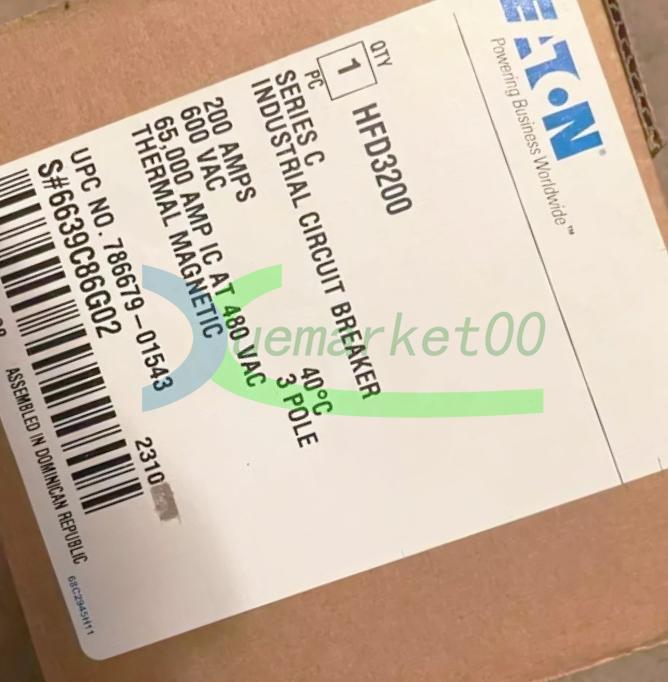 EATON
Powering Business Worldwide™
QTY
1
PC
HFD3200
SERIES C
INDUSTRIAL CIRCUIT BREAKER
40°C
3 POLE
200 AMPS
600 VAC
65,000 AMP IC AT 480 VAC
THERMAL MAGNETIC
UPC NO. 786679-01543
S#6639C86G02
2310
ASSEMBLED IN DOMINICAN REPUBLIC
68C2945H11
uemarket00